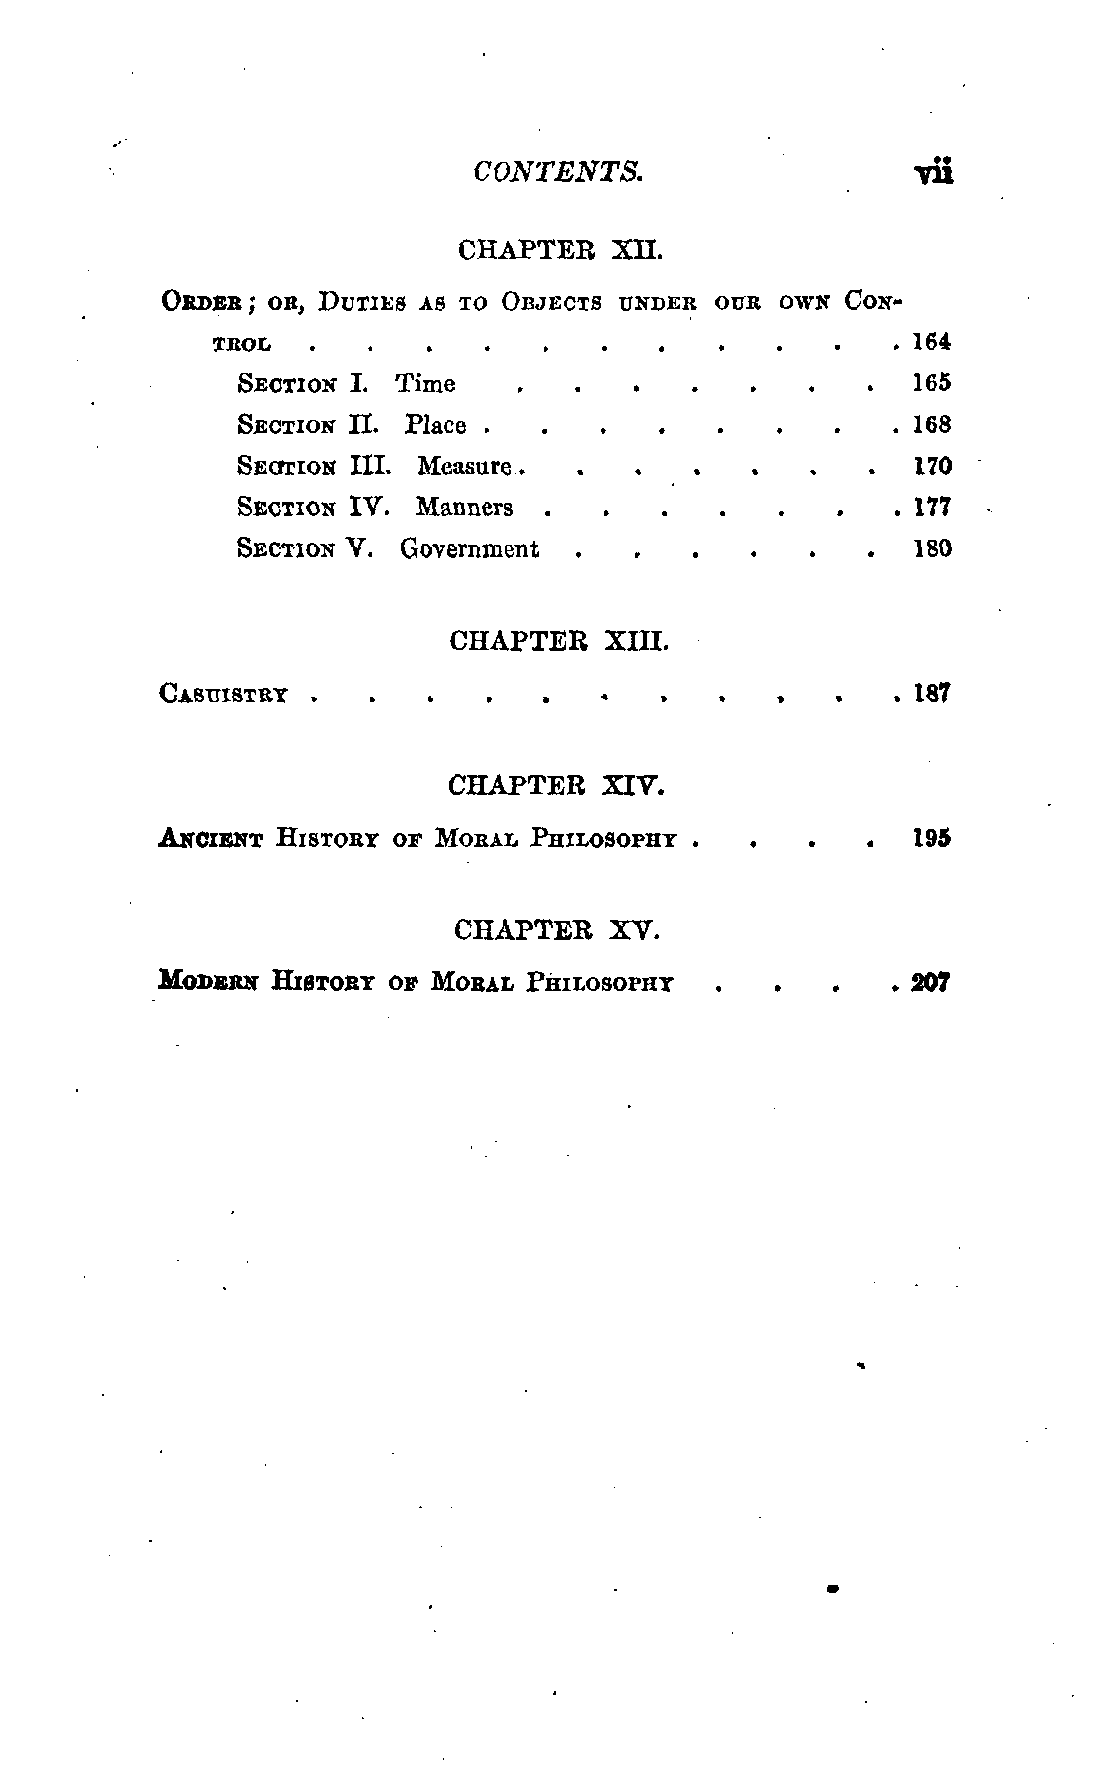 CONTENTS. vii
CHAPTER XII.
ORDER; OR, DUTIES AS TO OBJECTS UNDER OUR OWN CON-
TROL . . . . . . . . . . . 164
SECTION I. Time . . . . . . . 165
SECTION II. Place . . . . . . . . 168
SECTION III. Measure . . . . . . . 170
SECTION IV. Manners . . . . . . . 177
SECTION V. Government . . . . . . 180
CHAPTER XIII.
CASUISTRY . . . . . . . . . . . 187
CHAPTER XIV.
ANCIENT HISTORY OF MORAL PHILOSOPHY . . . . 195
CHAPTER XV.
MODERN HISTORY OF MORAL PHILOSOPHY . . . . 207